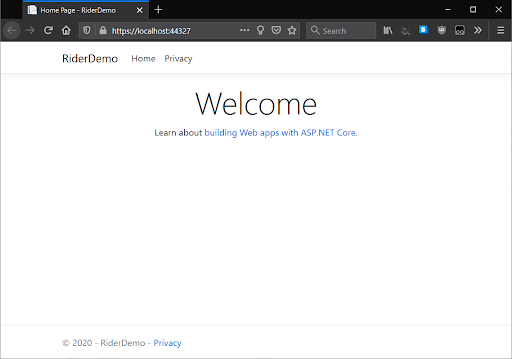 Home Page - RiderDemo
https://localhost:44327
Search
RiderDemo Home Privacy
Welcome
Learn about building Web apps with ASP.NET Core.
© 2020 - RiderDemo - Privacy